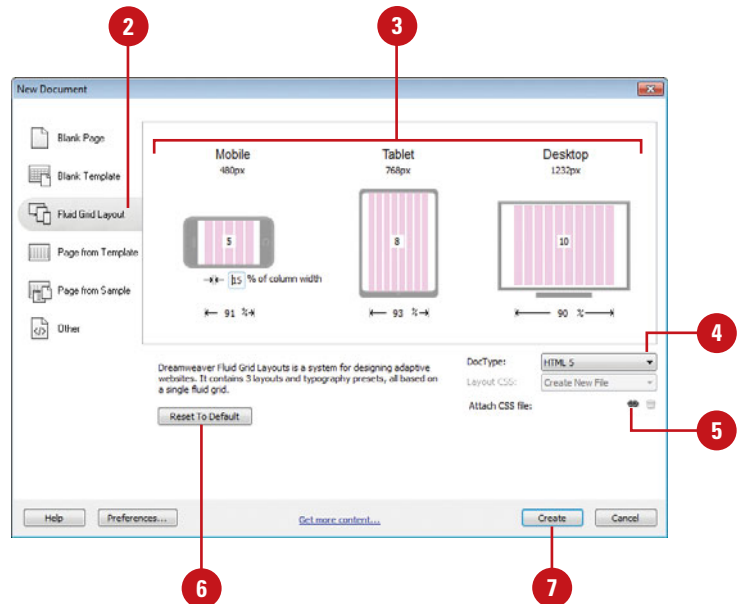 2
3
New Document
Blank Page
Blank Template
Fluid Grid Layout
Page from Template
Page from Sample
Other
Mobile
480px
Tablet
768px
Desktop
1232px
5
8
10
15 % of column width
91 %
93 %
90 %
Dreamweaver Fluid Grid Layouts is a system for designing adaptive
websites. It contains 3 layouts and typography presets, all based on
a single fluid grid.
Reset To Default
DocType: HTML 5
Layout CSS: Create New File
Attach CSS file:
4
5
Help
Preferences...
Get more content...
Create
Cancel
6
7